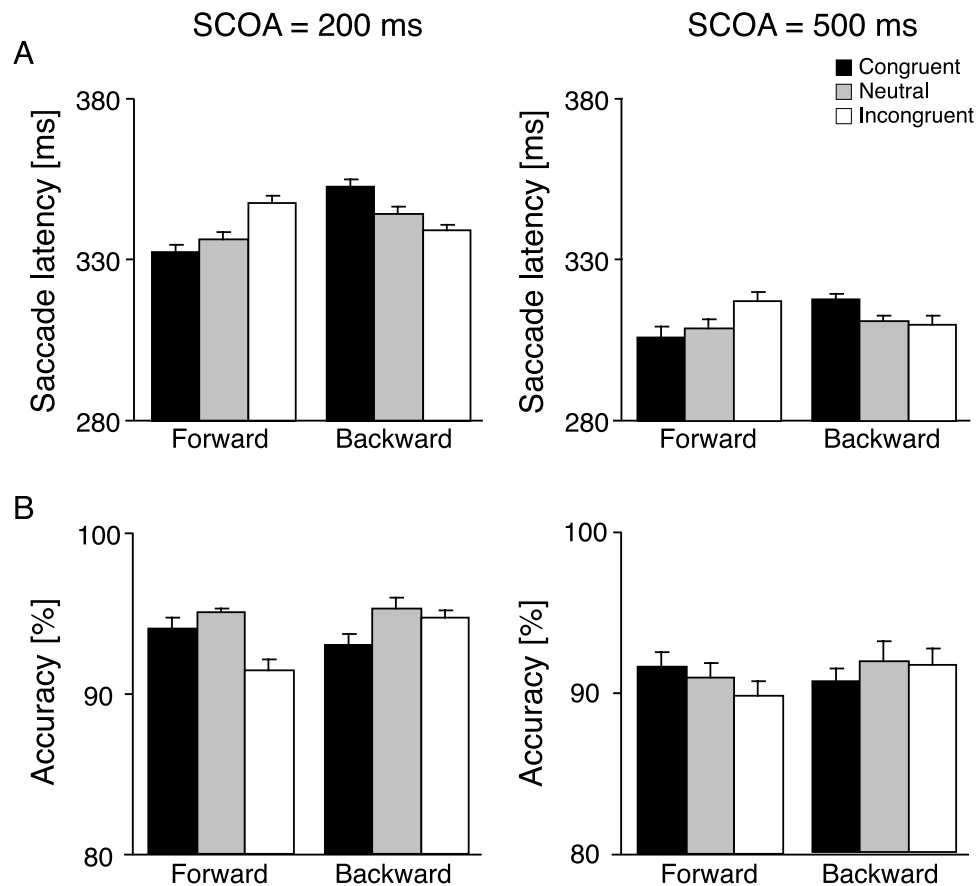 SCOA = 200 ms
SCOA = 500 ms
A
Congruent
Neutral
Incongruent
Saccade latency [ms]
380
330
280
Forward Backward
Saccade latency [ms]
380
330
280
Forward Backward
B
Accuracy [%]
100
90
80
Forward Backward
Accuracy [%]
100
90
80
Forward Backward